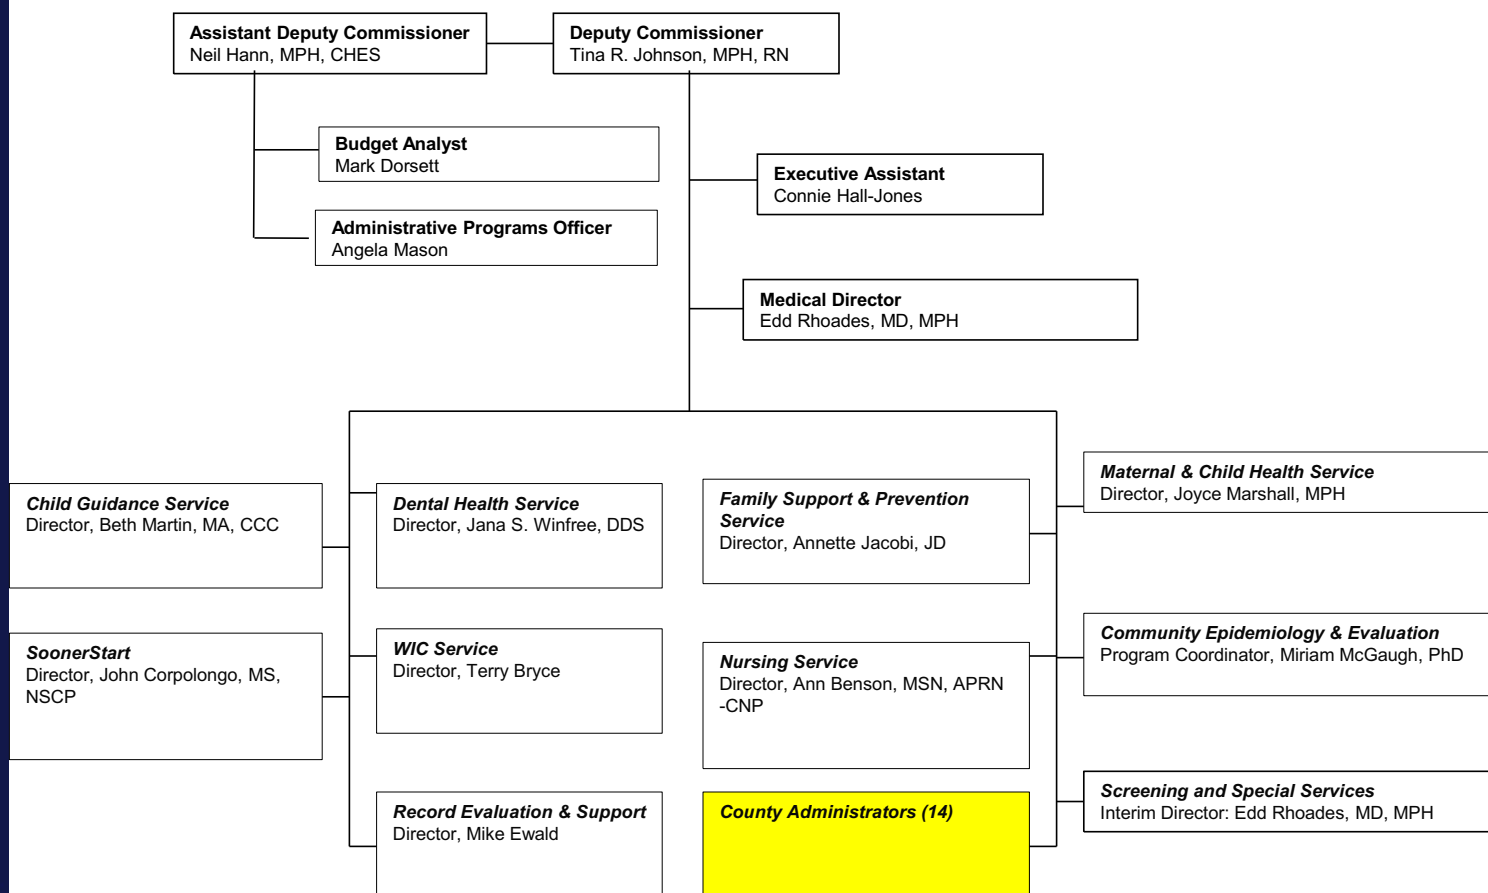 Assistant Deputy Commissioner
Neil Hann, MPH, CHES
Deputy Commissioner
Tina R. Johnson, MPH, RN
Budget Analyst
Mark Dorsett
Executive Assistant
Connie Hall-Jones
Administrative Programs Officer
Angela Mason
Medical Director
Edd Rhoades, MD, MPH
Child Guidance Service
Director, Beth Martin, MA, CCC
Dental Health Service
Director, Jana S. Winfree, DDS
Family Support & Prevention
Service
Director, Annette Jacobi, JD
Maternal & Child Health Service
Director, Joyce Marshall, MPH
SoonerStart
Director, John Corpolongo, MS,
NSCP
WIC Service
Director, Terry Bryce
Nursing Service
Director, Ann Benson, MSN, APRN
-CNP
Community Epidemiology & Evaluation
Program Coordinator, Miriam McGaugh, PhD
Record Evaluation & Support
Director, Mike Ewald
County Administrators (14)
Screening and Special Services
Interim Director: Edd Rhoades, MD, MPH